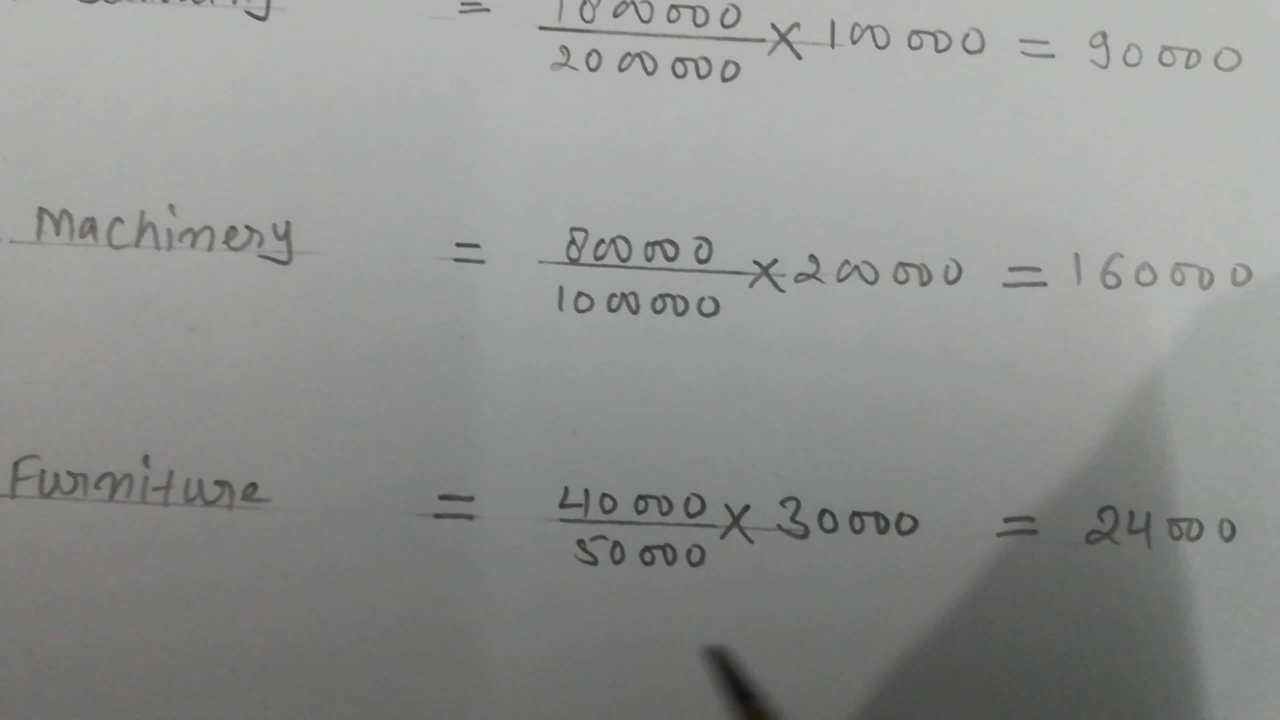 = 1800000/2000000 × 100000 = 90000
Machinery = 800000/1000000 × 200000 = 160000
Furniture = 40000/50000 × 30000 = 24000